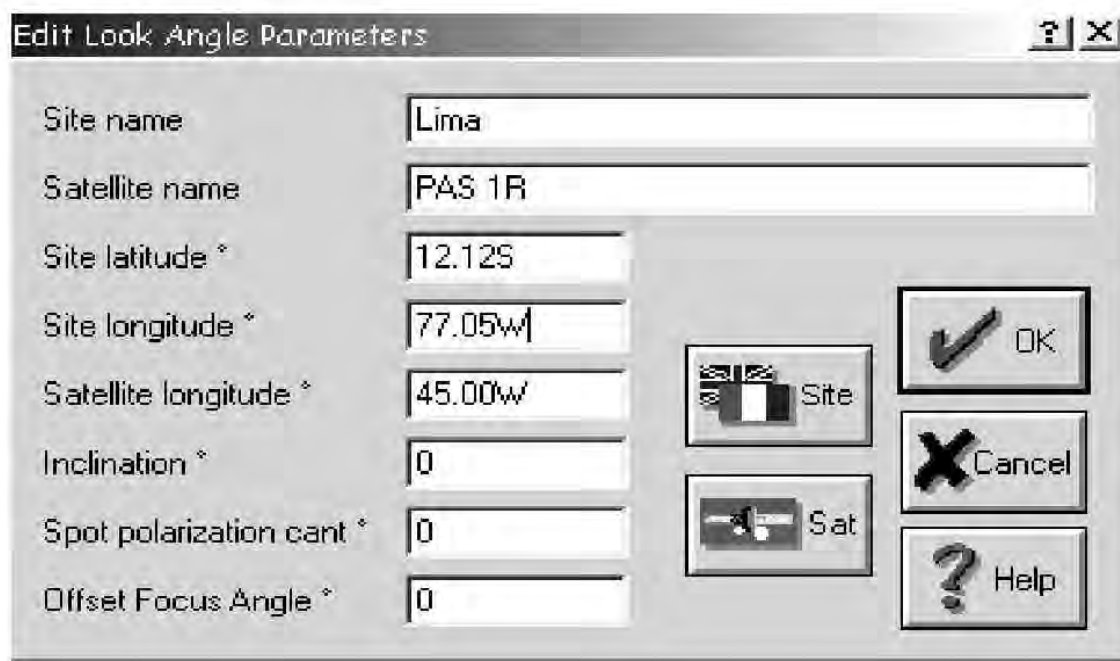 Edit Look Angle Parameters
? X
Site name Lima
Satellite name PAS 1R
Site latitude ° 12.12S
Site longitude ° 77.05W
Satellite longitude ° 45.00W
Inclination ° 0
Spot polarization cant ° 0
Offset Focus Angle ° 0
Site
Sat
OK
Cancel
? Help